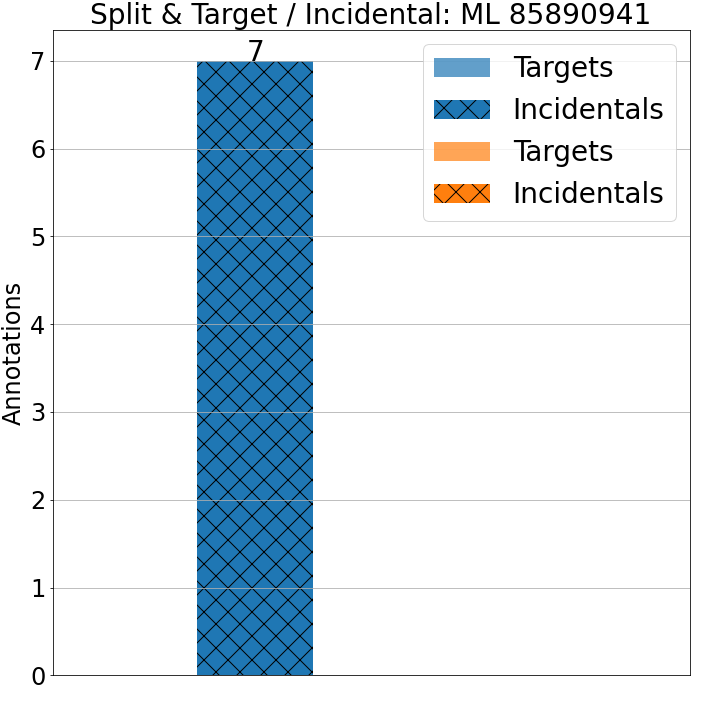 Split & Target / Incidental: ML 85890941
7
7
6
5
4
3
2
1
0
Annotations
Targets
Incidentals
Targets
Incidentals